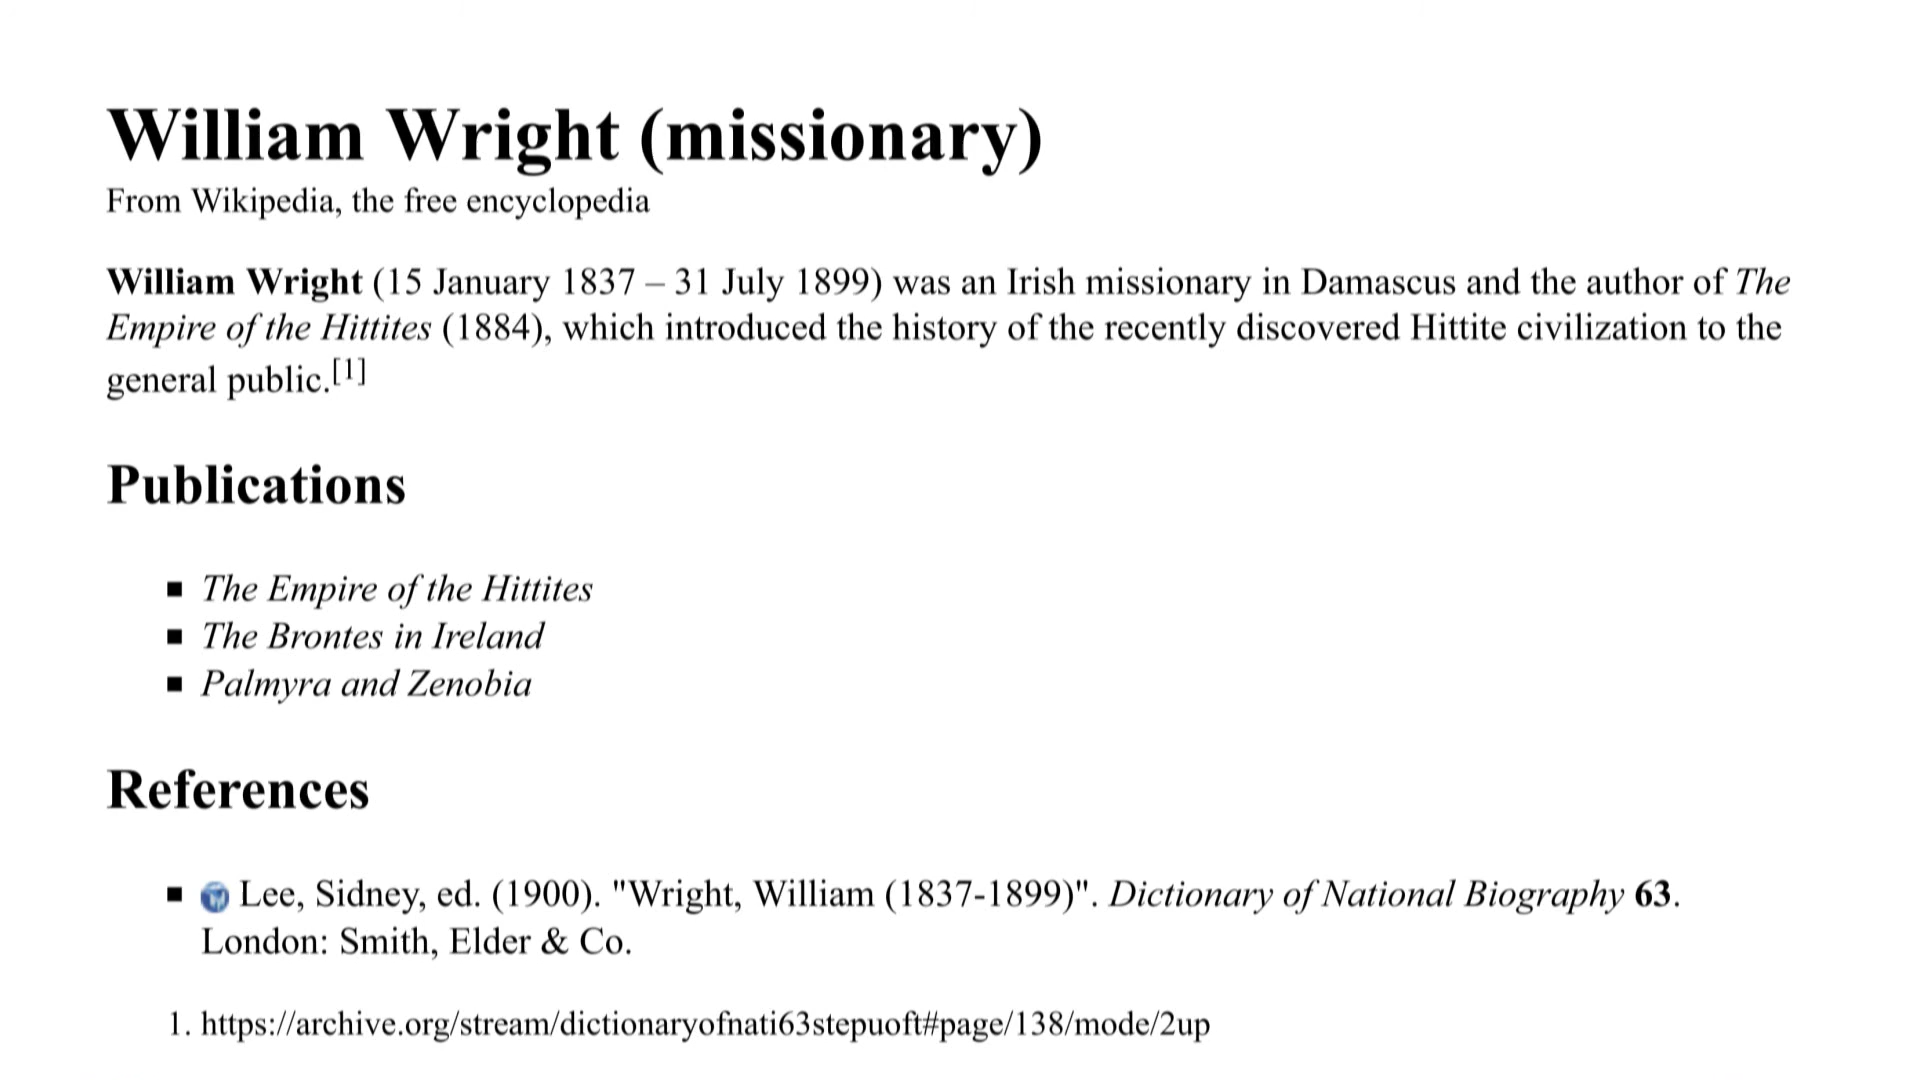 William Wright (missionary)
From Wikipedia, the free encyclopedia
William Wright (15 January 1837 – 31 July 1899) was an Irish missionary in Damascus and the author of The
Empire of the Hittites (1884), which introduced the history of the recently discovered Hittite civilization to the
general public.[1]
Publications
▪ The Empire of the Hittites
▪ The Brontes in Ireland
▪ Palmyra and Zenobia
References
▪ Lee, Sidney, ed. (1900). "Wright, William (1837-1899)". Dictionary of National Biography 63.
London: Smith, Elder & Co.
1. https://archive.org/stream/dictionaryofnati63stepuoft#page/138/mode/2up